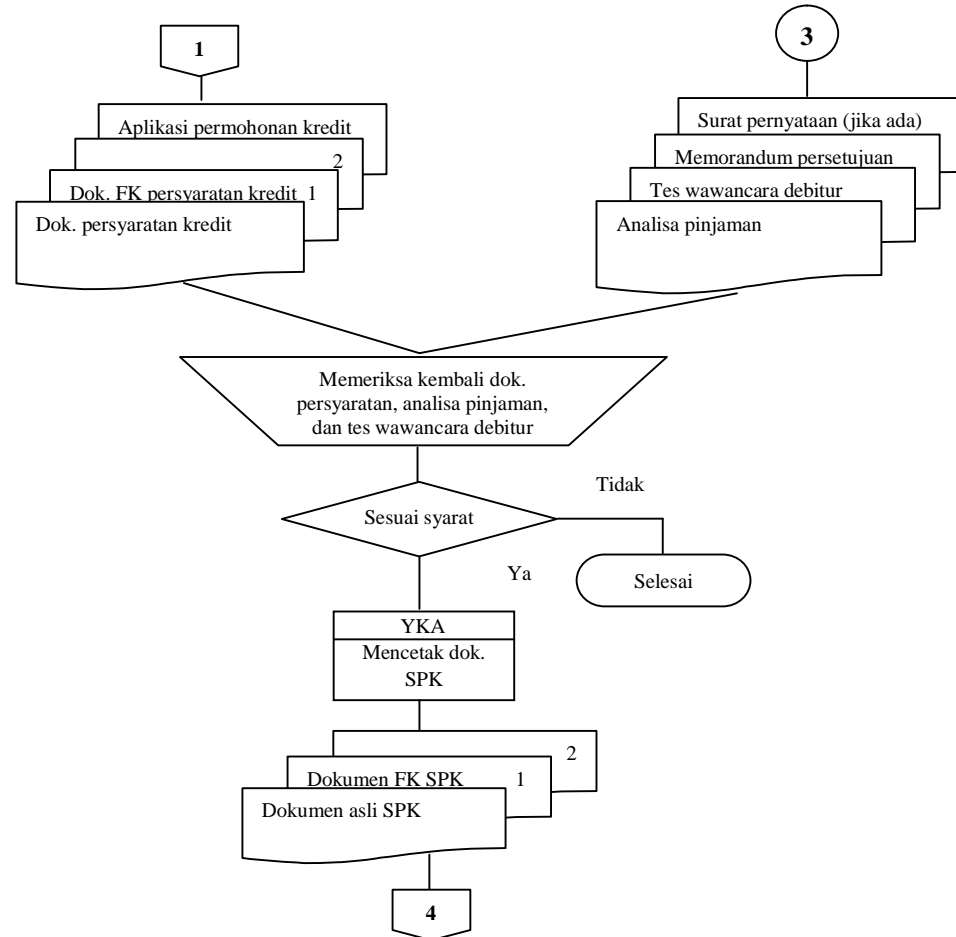 1
3
Aplikasi permohonan kredit
2
Dok. FK persyaratan kredit 1
Dok. persyaratan kredit
Surat pernyataan (jika ada)
Memorandum persetujuan
Tes wawancara debitur
Analisa pinjaman
Memeriksa kembali dok.
persyaratan, analisa pinjaman,
dan tes wawancara debitur
Tidak
Sesuai syarat
Ya
Selesai
YKA
Mencetak dok.
SPK
2
Dokumen FK SPK 1
Dokumen asli SPK
4